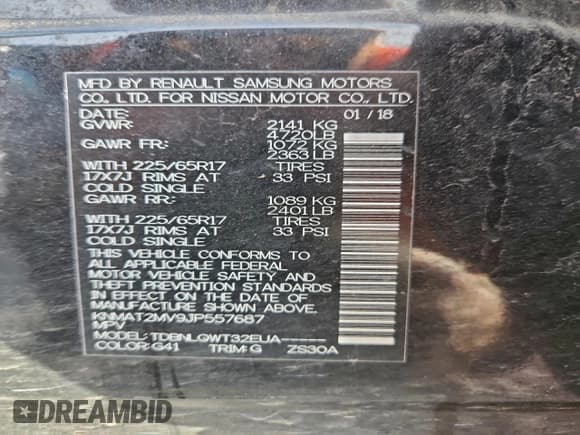 MFD BY RENAULT SAMSUNG MOTORS
CO., LTD. FOR NISSAN MOTOR CO., LTD.
DATE: 01/18
GVWR: 2141 KG
4720LB
GAWR FR: 1072 KG
2363LB
WITH 225/65R17 TIRES
17X7J RIMS AT 33 PSI
COLD SINGLE
GAWR RR: 1089 KG
2401LB
WITH 225/65R17 TIRES
17X7J RIMS AT 33 PSI
COLD SINGLE
THIS VEHICLE CONFORMS TO
ALL APPLICABLE FEDERAL
MOTOR VEHICLE SAFETY AND
THEFT PREVENTION STANDARDS
IN EFFECT ON THE DATE OF
MANUFACTURE SHOWN ABOVE.
KNMAT2MV9JP557687
MPV
MODEL: TDBNLQWT32EUA------
COLOR: G41 TRIM: G ZS30A
DREAMBID